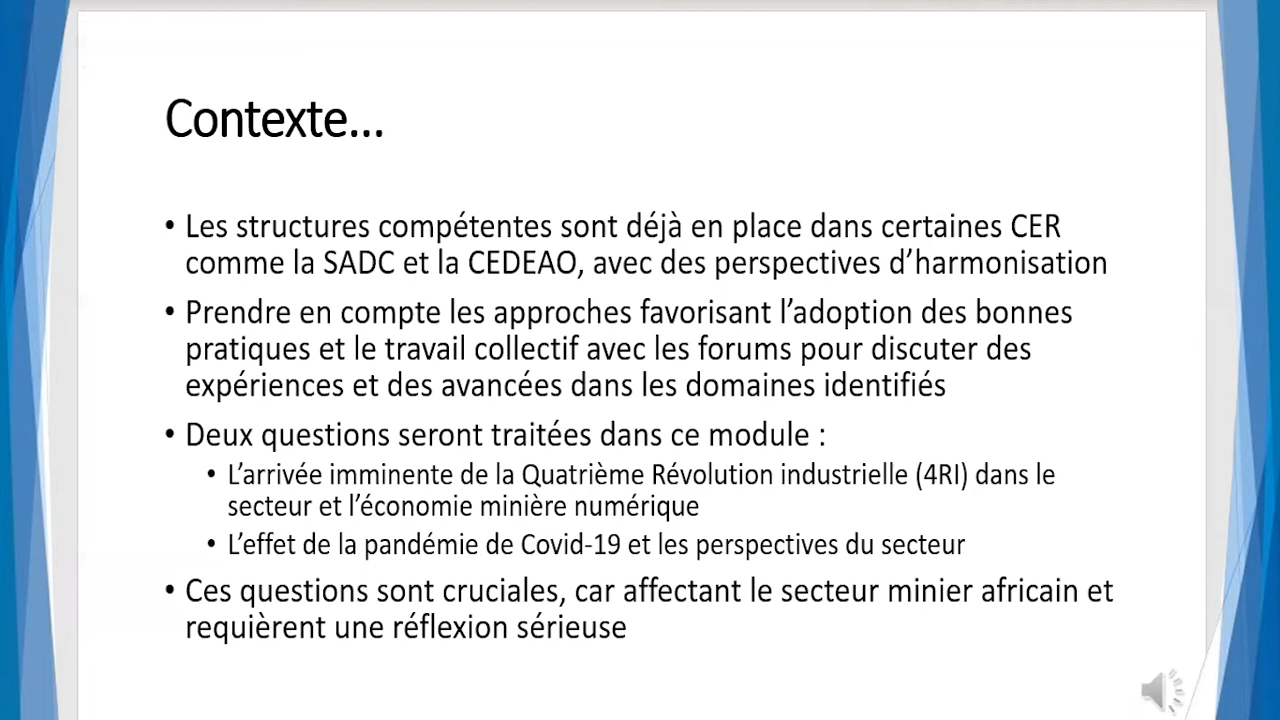 Contexte...
• Les structures compétentes sont déjà en place dans certaines CER
comme la SADC et la CEDEAO, avec des perspectives d’harmonisation
• Prendre en compte les approches favorisant l’adoption des bonnes
pratiques et le travail collectif avec les forums pour discuter des
expériences et des avancées dans les domaines identifiés
• Deux questions seront traitées dans ce module :
• L’arrivée imminente de la Quatrième Révolution industrielle (4RI) dans le
secteur et l’économie minière numérique
• L’effet de la pandémie de Covid-19 et les perspectives du secteur
• Ces questions sont cruciales, car affectant le secteur minier africain et
requièrent une réflexion sérieuse